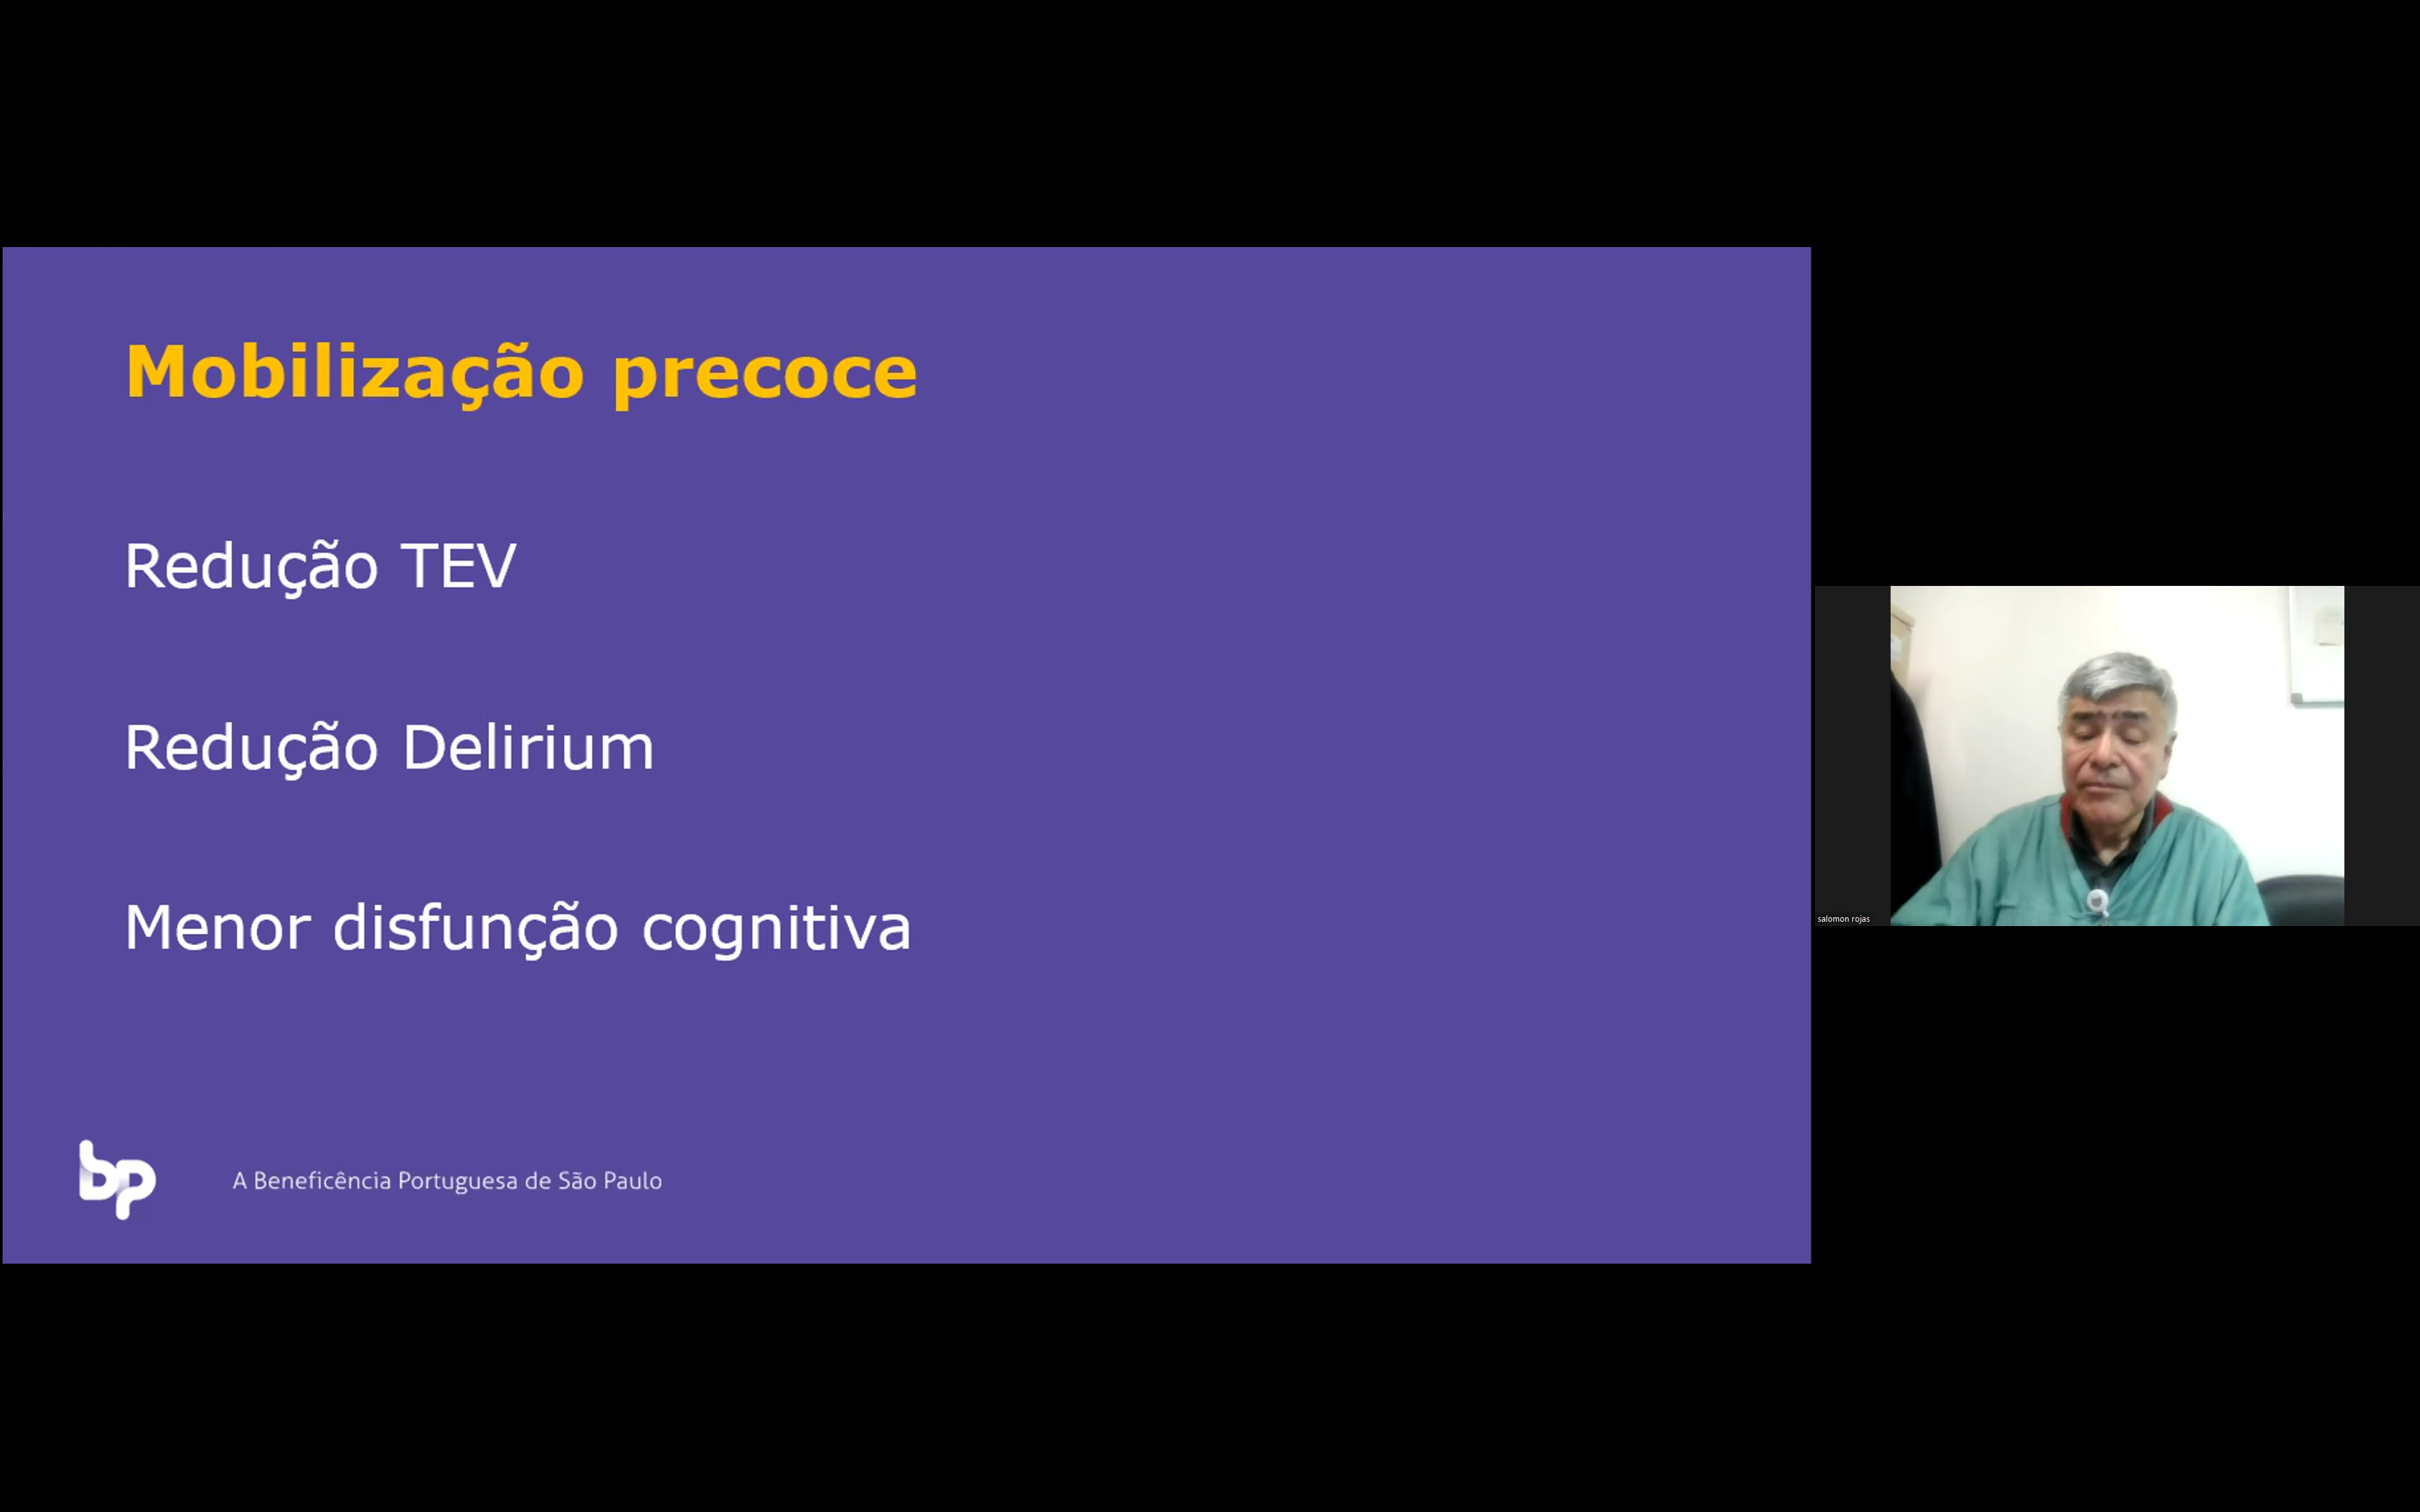 Mobilização precoce
Redução TEV
Redução Delirium
Menor disfunção cognitiva
bp
A Beneficência Portuguesa de São Paulo
salomon rojas